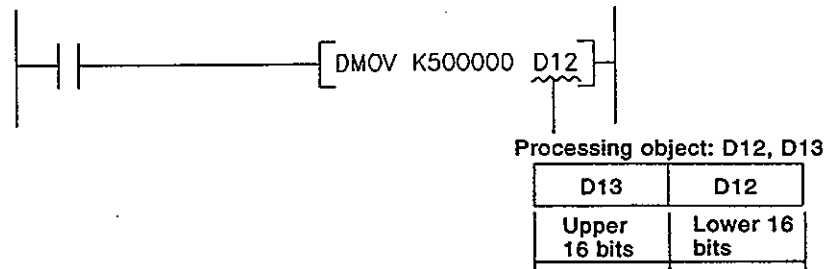 DMOV K500000 D12
Processing object: D12, D13
D13 D12
Upper Lower 16
16 bits bits